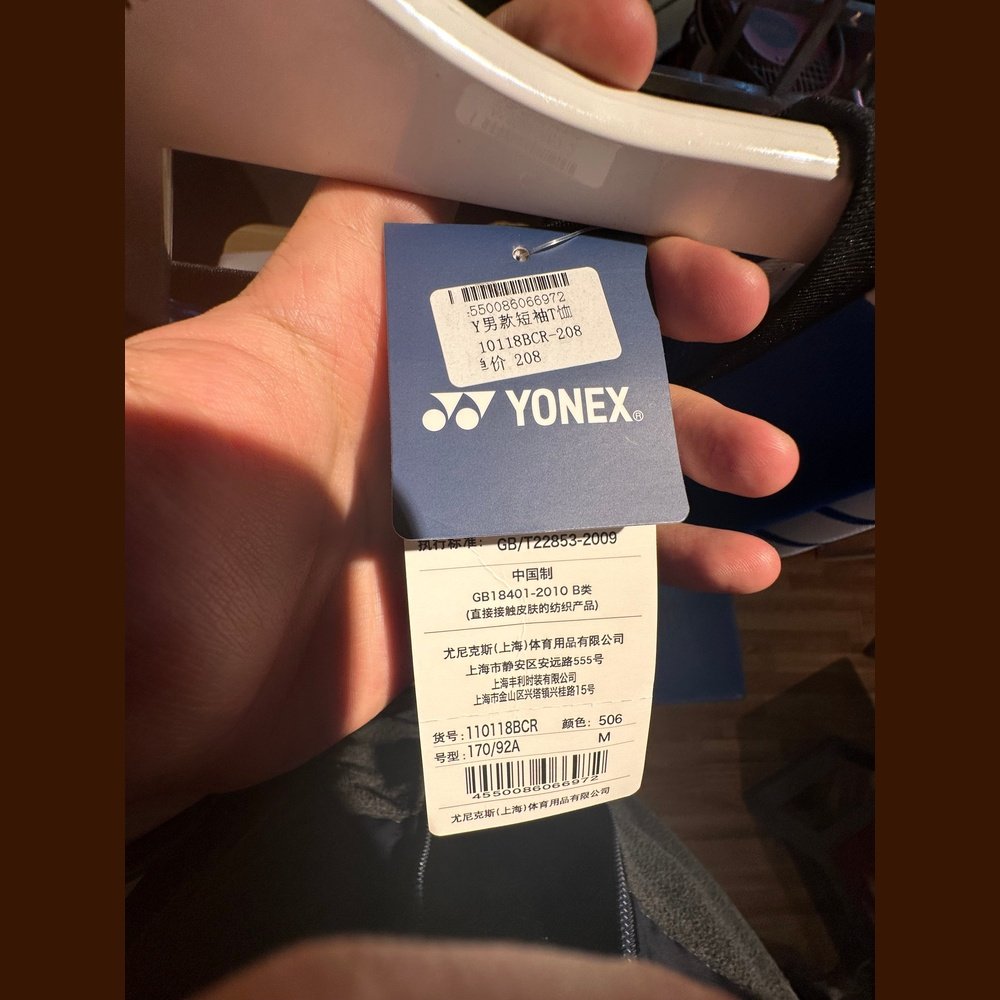 550086066972
Y男款短袖T恤
10118BCR-208
价 208
YONEX®
执行标准: GB/T22853-2009
中国制
GB18401-2010 B类
(直接接触皮肤的纺织产品)
尤尼克斯(上海)体育用品有限公司
上海市静安区安远路555号
上海丰利时装有限公司
上海市金山区兴塔镇兴桂路15号
货号:110118BCR 颜色: 506
号型:170/92A M
4550086066972
尤尼克斯(上海)体育用品有限公司